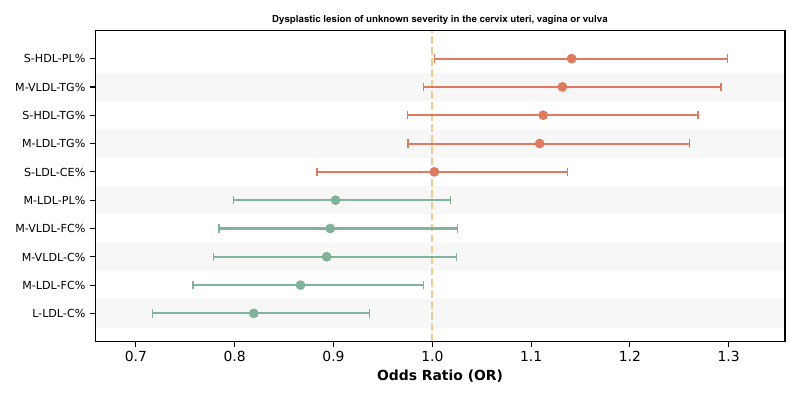 Dysplastic lesion of unknown severity in the cervix uteri, vagina or vulva
S-HDL-PL%
M-VLDL-TG%
S-HDL-TG%
M-LDL-TG%
S-LDL-CE%
M-LDL-PL%
M-VLDL-FC%
M-VLDL-C%
M-LDL-FC%
L-LDL-C%
0.7 0.8 0.9 1.0 1.1 1.2 1.3
Odds Ratio (OR)